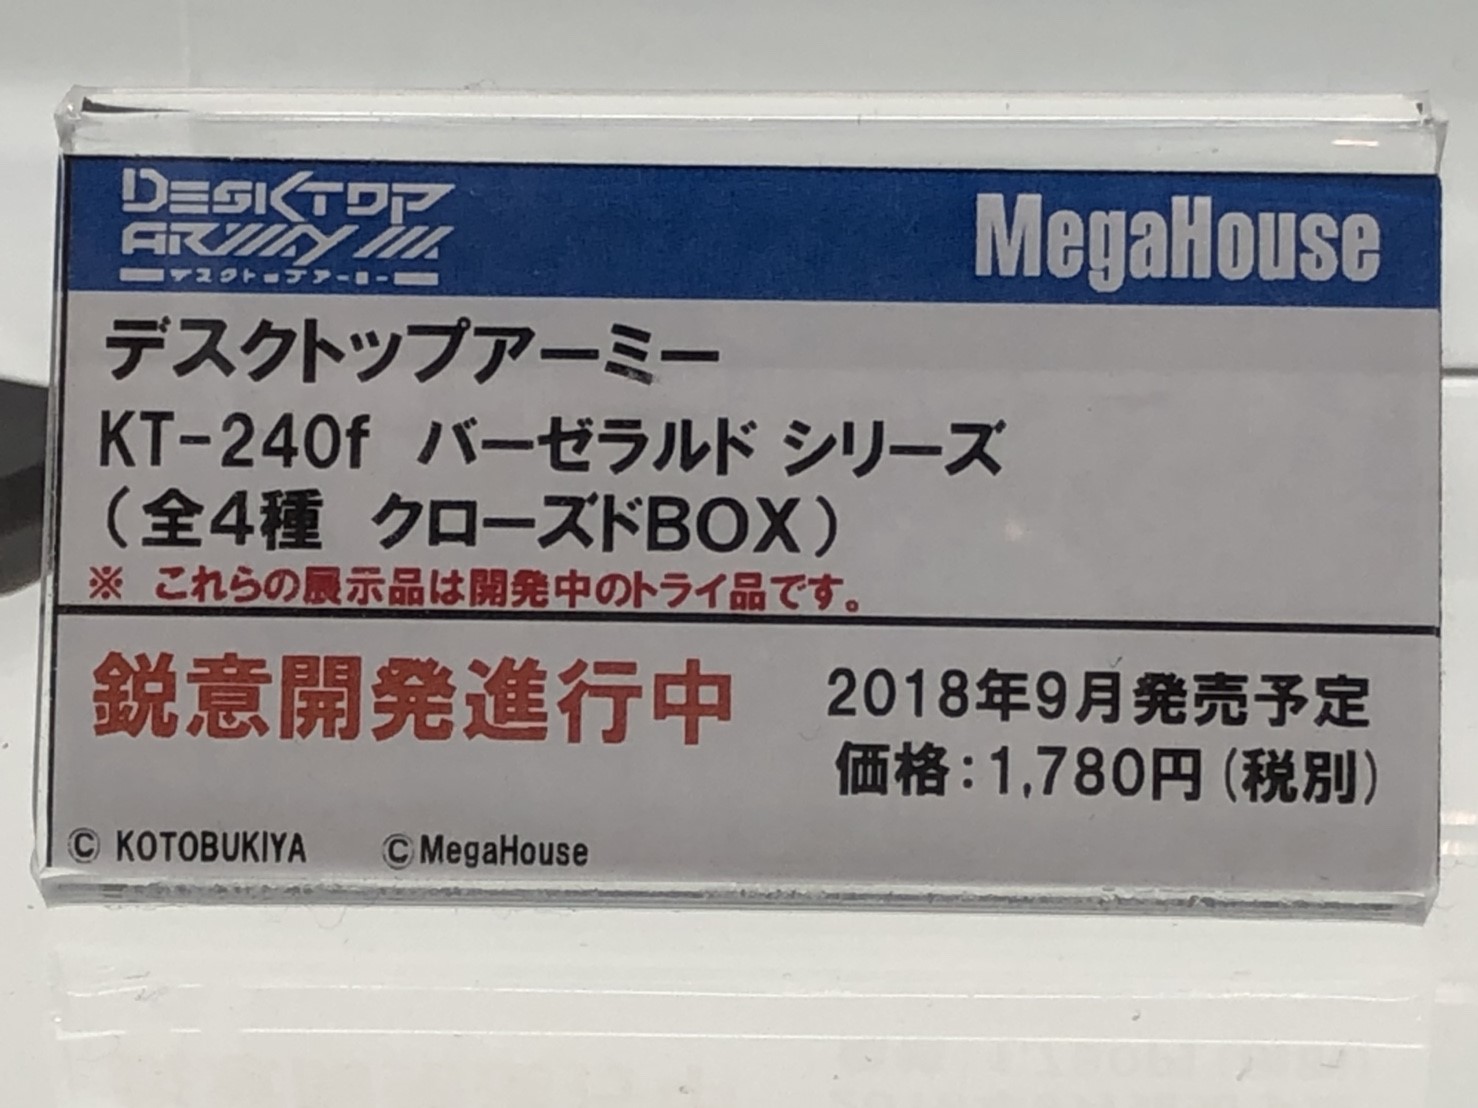 DESKTOP
ARMY
デスクトップアーミー
MegaHouse
デスクトップアーミー
KT-240f バーゼラルド シリーズ
（全4種 クローズドBOX）
※ これらの展示品は開発中のトライ品です。
鋭意開発進行中
2018年9月発売予定
価格：1,780円（税別）
© KOTOBUKIYA ©MegaHouse